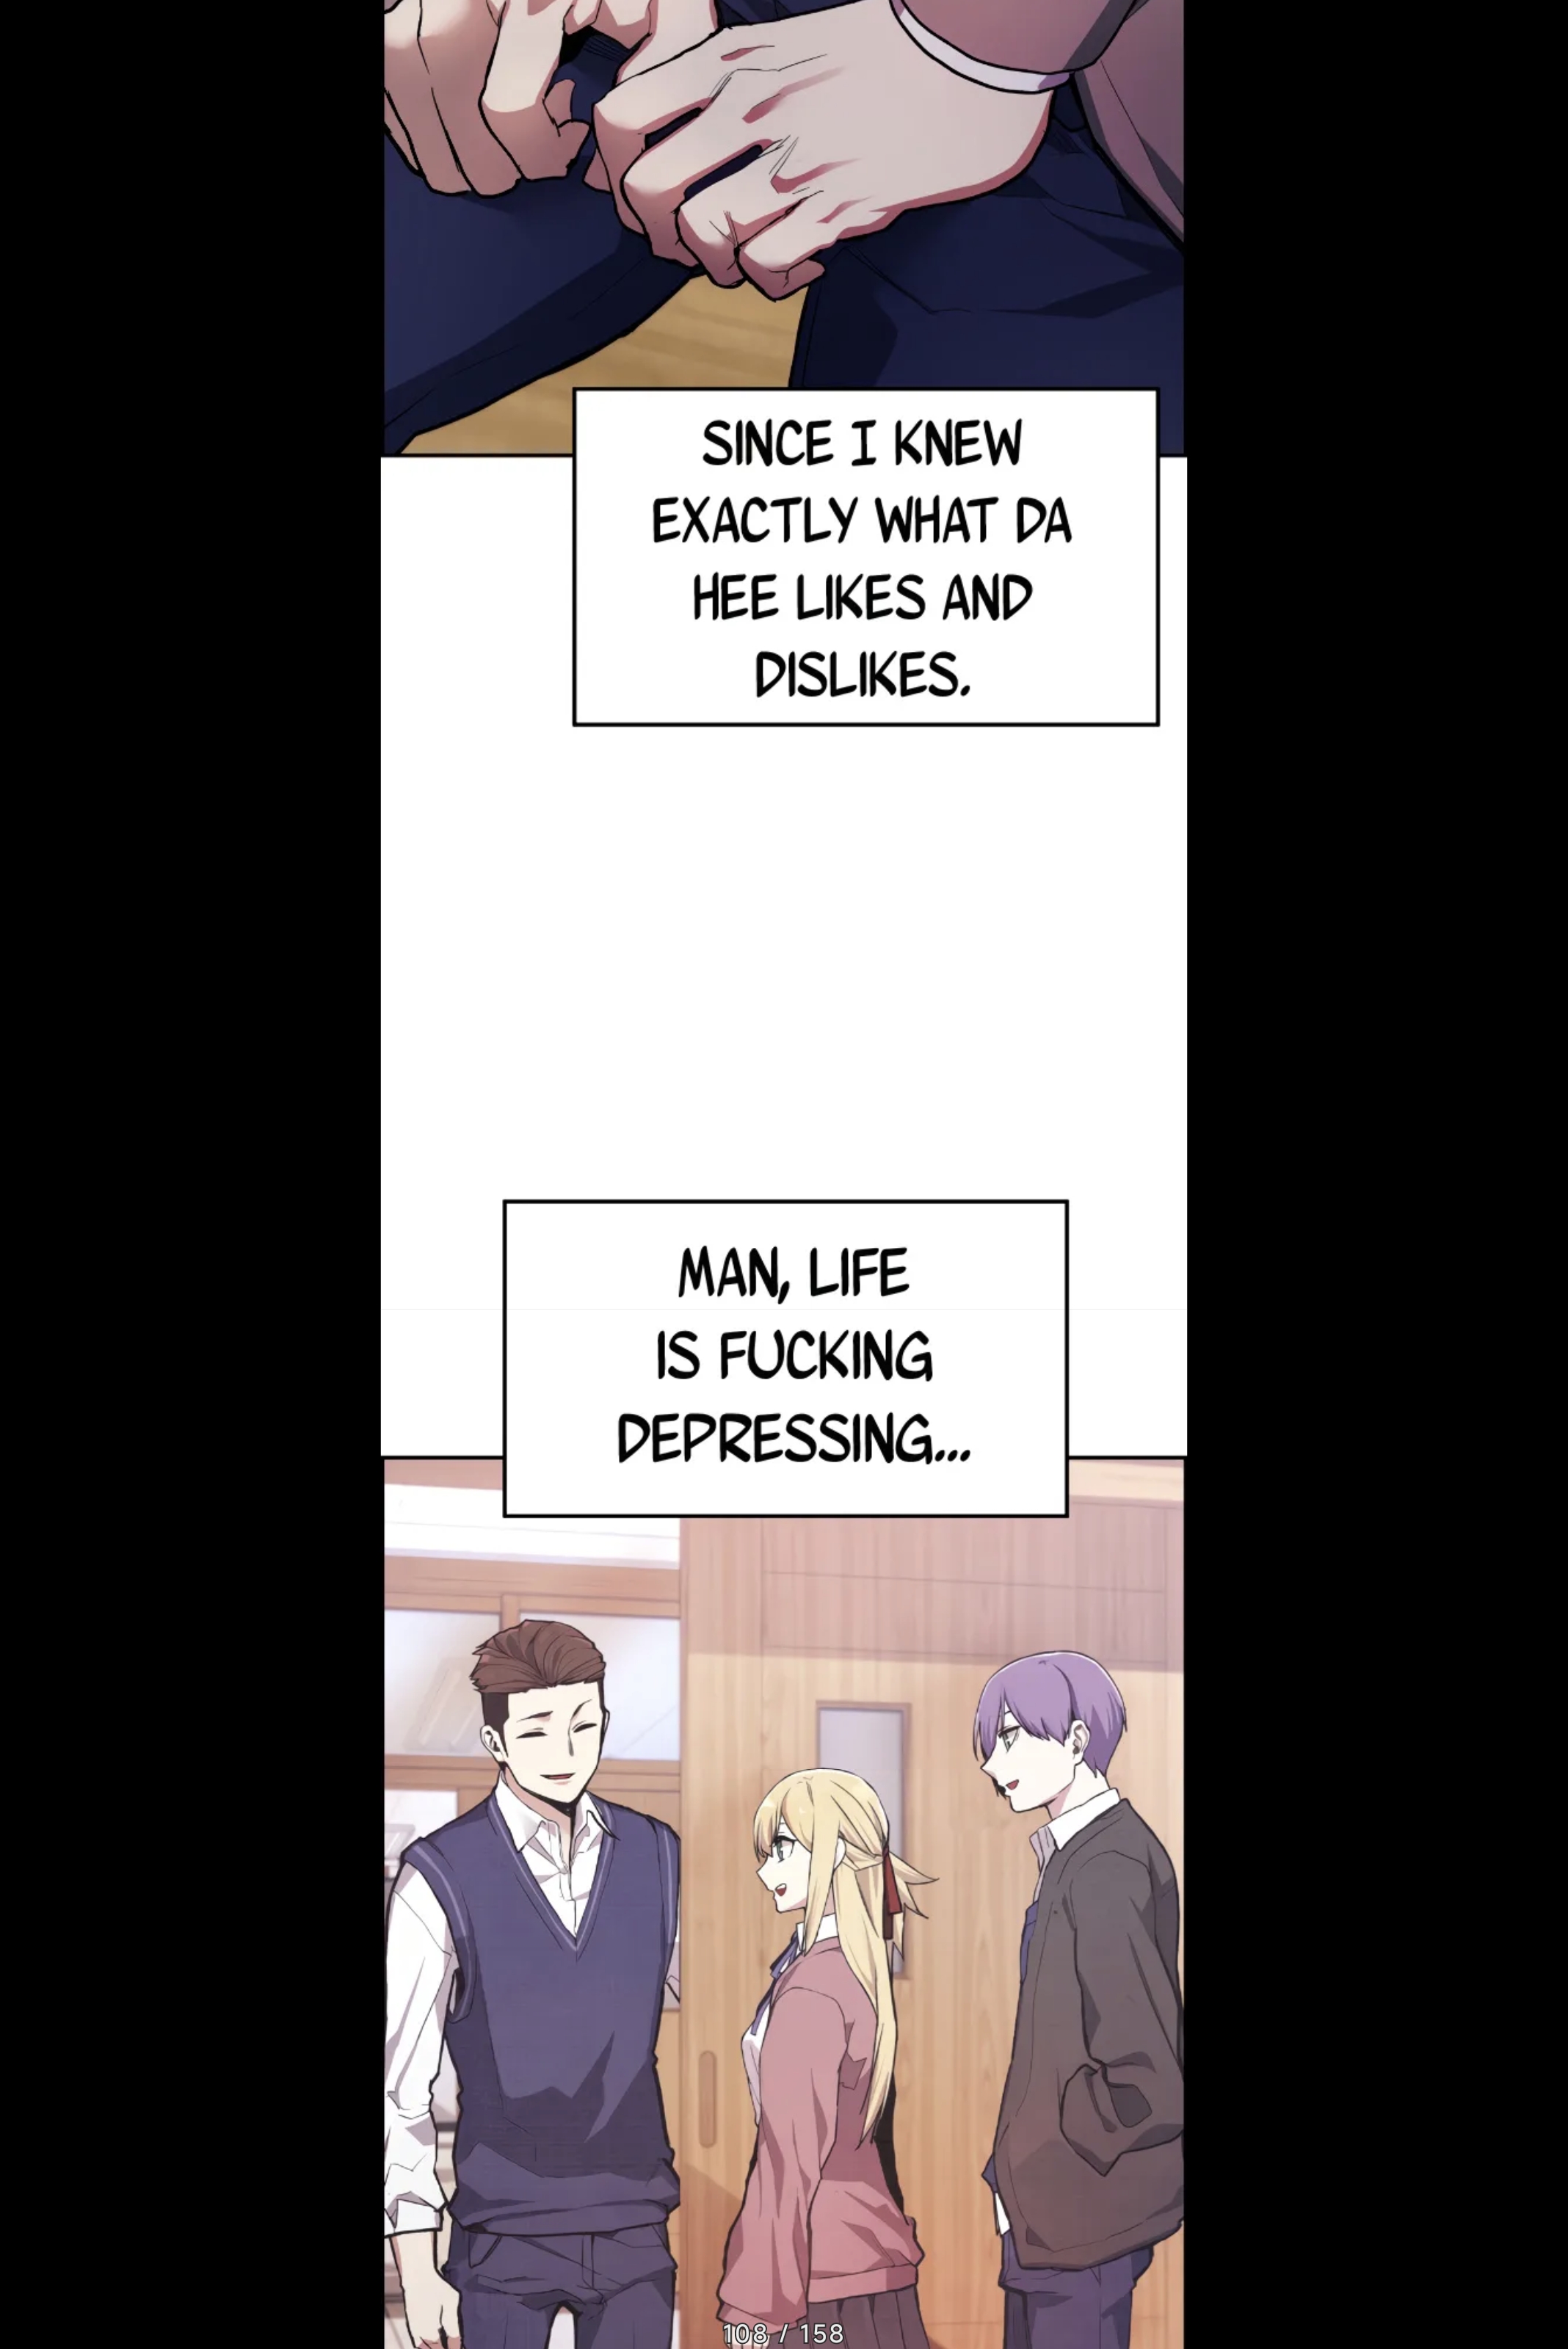 SINCE I KNEW
EXACTLY WHAT DA
HEE LIKES AND
DISLIKES.
MAN, LIFE
IS FUCKING
DEPRESSING...
108 / 158